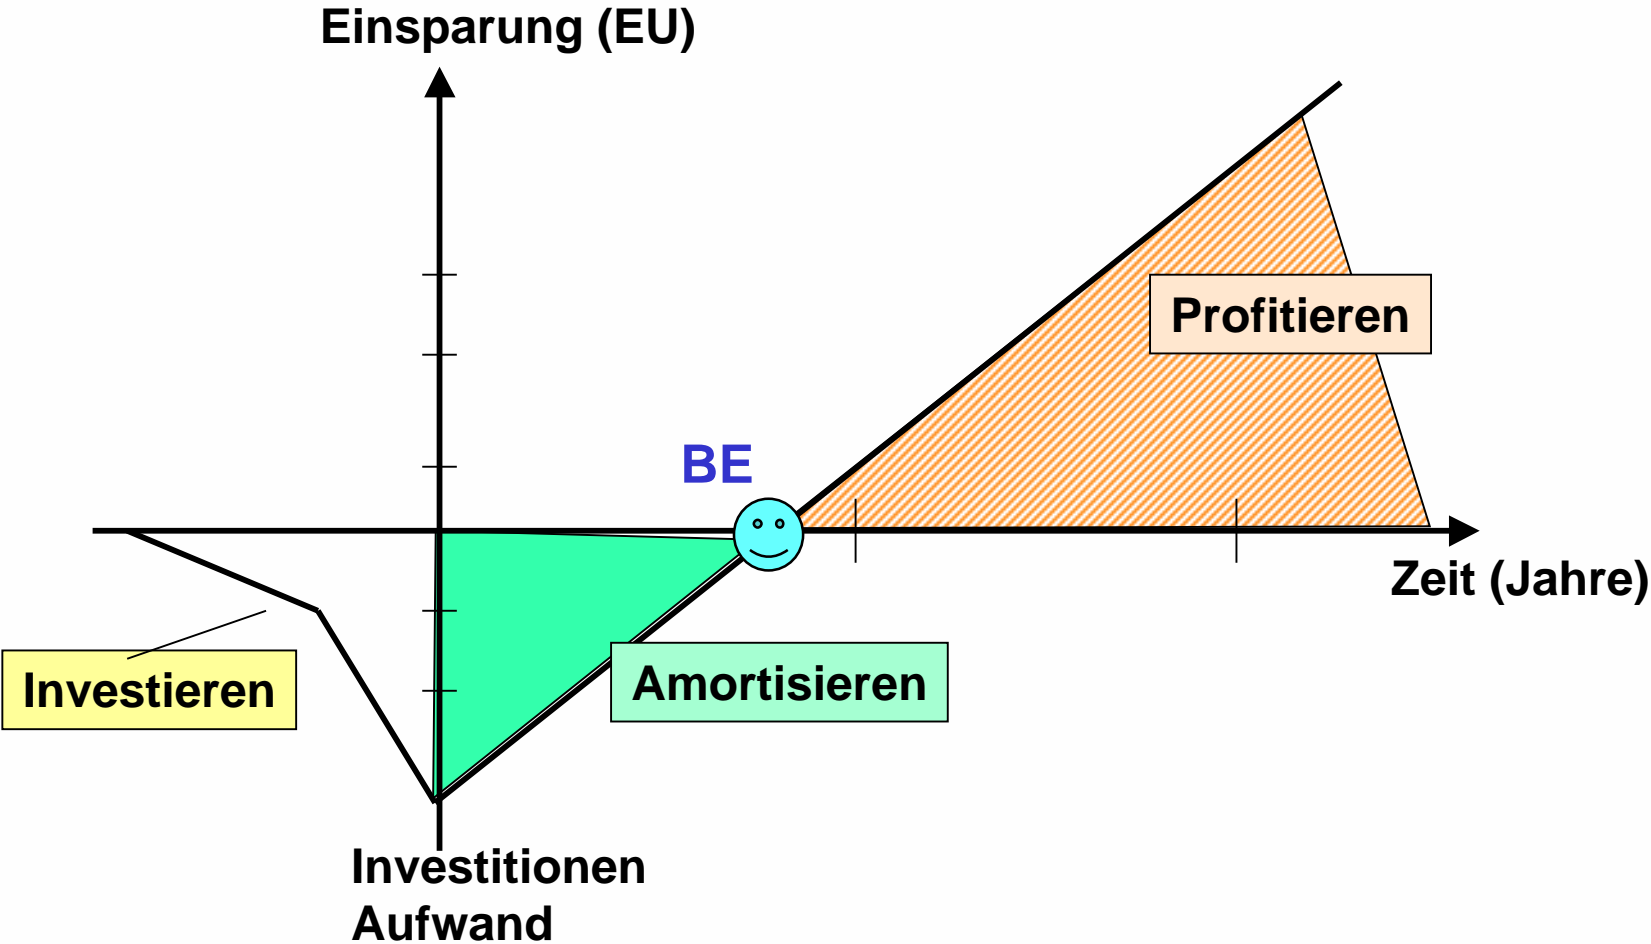 Einsparung (EU)
Profitieren
BE
Zeit (Jahre)
Investieren
Amortisieren
Investitionen
Aufwand